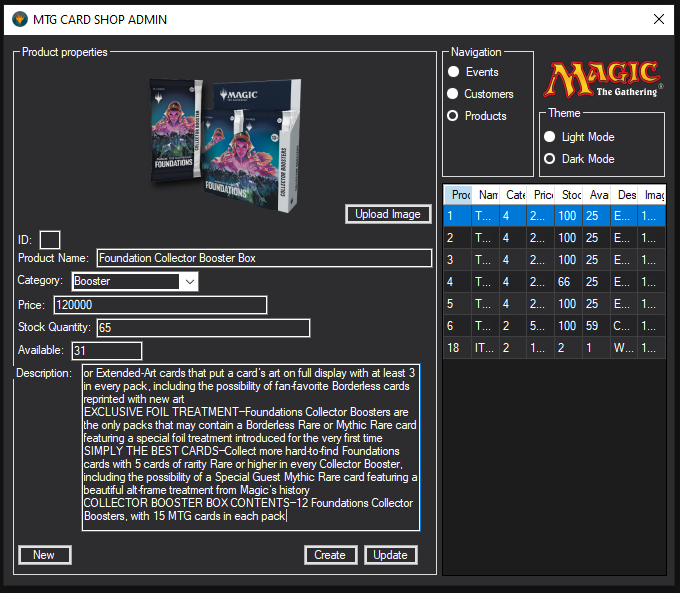 MTG CARD SHOP ADMIN
Product properties
MAGIC
COLLECTOR BOOSTER
FOUNDATIONS
FOUNDATIONS
COLLECTOR BOOSTERS
Upload Image
ID:
Product Name: Foundation Collector Booster Box
Category: Booster
Price: 120000
Stock Quantity: 65
Available: 31
Description: or Extended-Art cards that put a card's art on full display with at least 3
in every pack, including the possibility of fan-favorite Borderless cards
reprinted with new art
EXCLUSIVE FOIL TREATMENT—Foundations Collector Boosters are
the only packs that may contain a Borderless Rare or Mythic Rare card
featuring a special foil treatment introduced for the very first time
SIMPLY THE BEST CARDS—Collect more hard-to-find Foundations
cards with 5 cards of rarity Rare or higher in every Collector Booster,
including the possibility of a Special Guest Mythic Rare card featuring a
beautiful alt-frame treatment from Magic's history
COLLECTOR BOOSTER BOX CONTENTS—12 Foundations Collector
Boosters, with 15 MTG cards in each pack
New Create Update
Navigation
Events
Customers
Products
MAGIC
The Gathering®
Theme
Light Mode
Dark Mode
Proc Nam Cate Price Stoc Avai Des Imag
1 T... 4 2... 100 25 E... 1...
2 T... 4 2... 100 25 E... 1...
3 T... 4 2... 100 25 E... 1...
4 T... 4 2... 66 25 E... 1...
5 T... 4 2... 100 25 E... 1...
6 T... 2 5... 100 59 C... 1...
18 IT... 2 1... 2 1 W... 1...